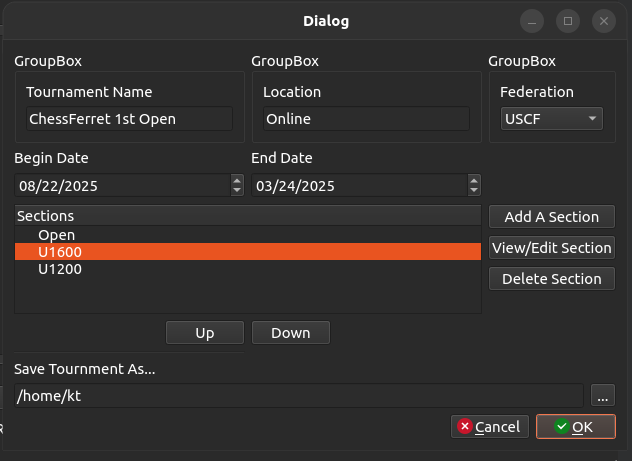 Dialog
GroupBox GroupBox GroupBox
Tournament Name Location Federation
ChessFerret 1st Open Online USCF
Begin Date End Date
08/22/2025 03/24/2025
Sections Add A Section
Open
U1600 View/Edit Section
U1200 Delete Section
Up Down
Save Tournment As...
/home/kt ...
Cancel OK